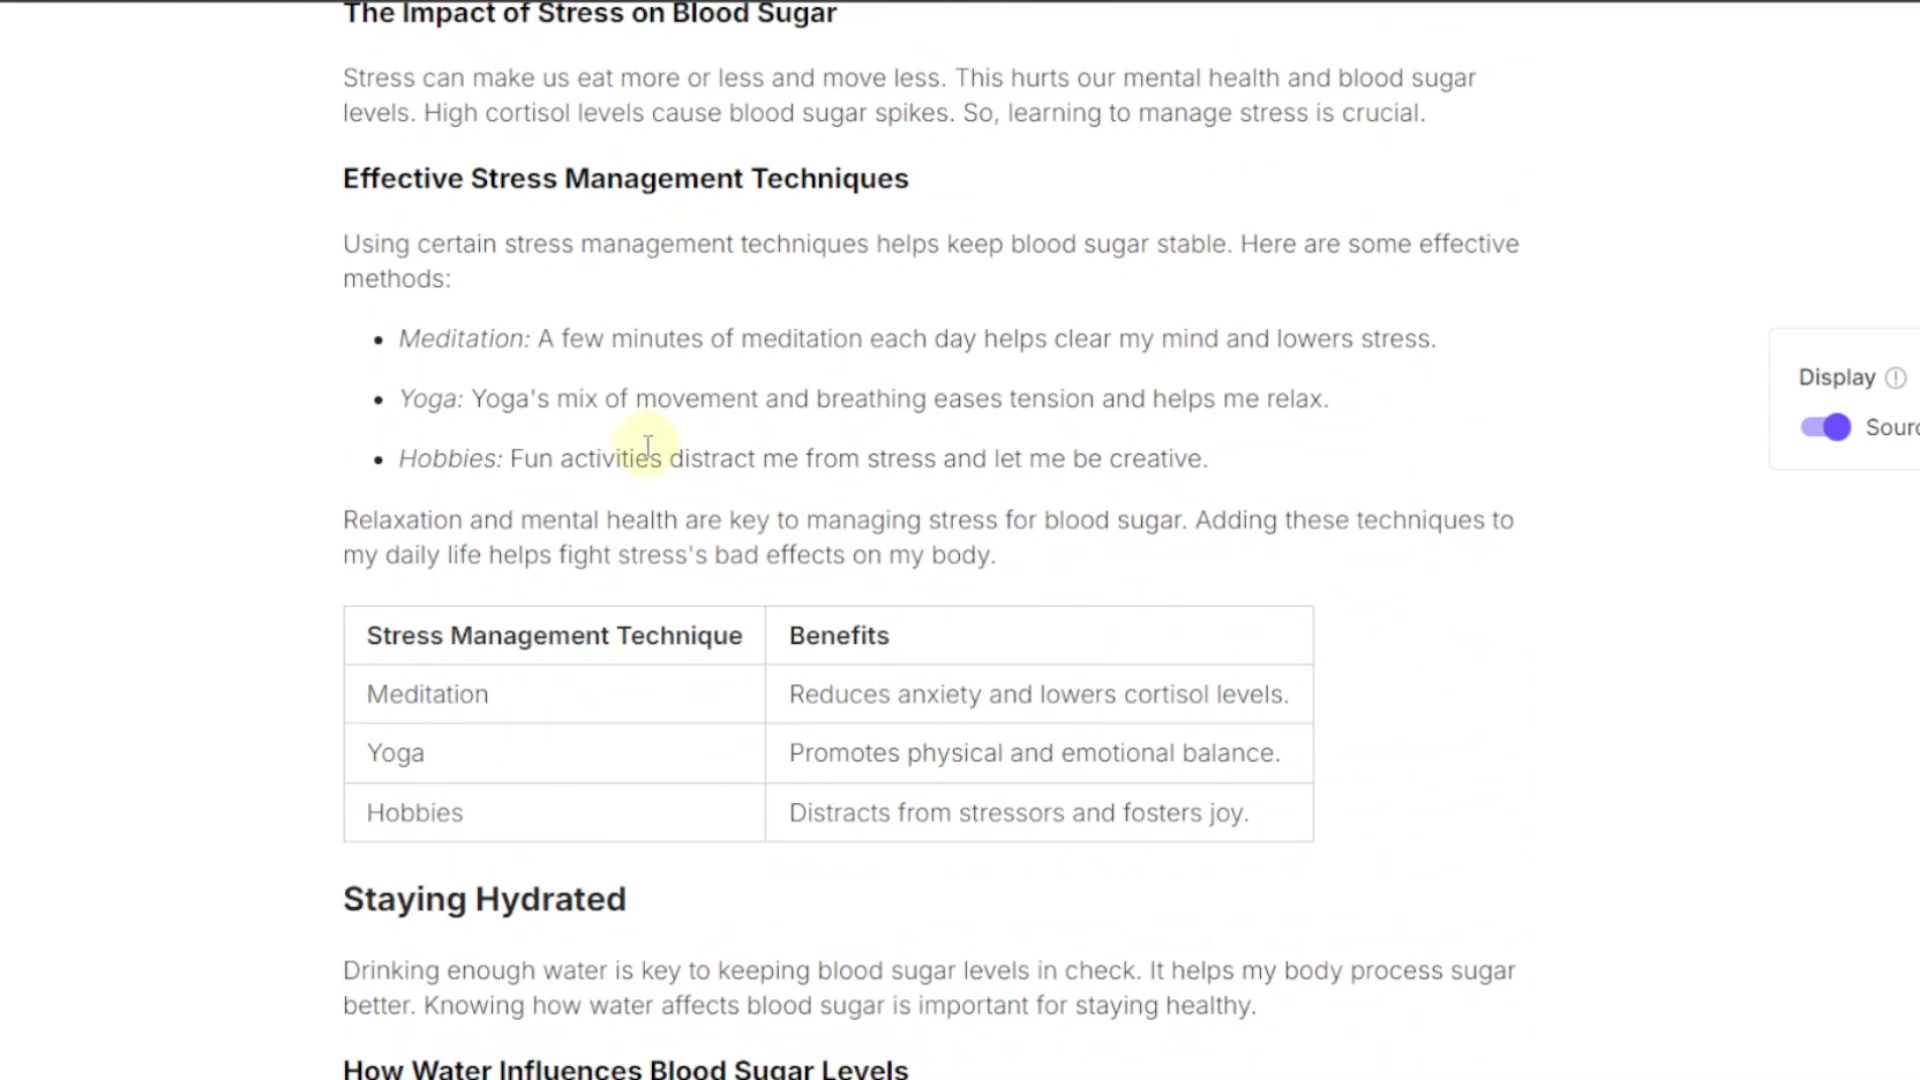 The Impact of Stress on Blood Sugar
Stress can make us eat more or less and move less. This hurts our mental health and blood sugar
levels. High cortisol levels cause blood sugar spikes. So, learning to manage stress is crucial.
Effective Stress Management Techniques
Using certain stress management techniques helps keep blood sugar stable. Here are some effective
methods:
• Meditation: A few minutes of meditation each day helps clear my mind and lowers stress.
• Yoga: Yoga's mix of movement and breathing eases tension and helps me relax.
• Hobbies: Fun activities distract me from stress and let me be creative.
Relaxation and mental health are key to managing stress for blood sugar. Adding these techniques to
my daily life helps fight stress's bad effects on my body.
Stress Management Technique Benefits
Meditation Reduces anxiety and lowers cortisol levels.
Yoga Promotes physical and emotional balance.
Hobbies Distracts from stressors and fosters joy.
Staying Hydrated
Drinking enough water is key to keeping blood sugar levels in check. It helps my body process sugar
better. Knowing how water affects blood sugar is important for staying healthy.
How Water Influences Blood Sugar Levels
Display